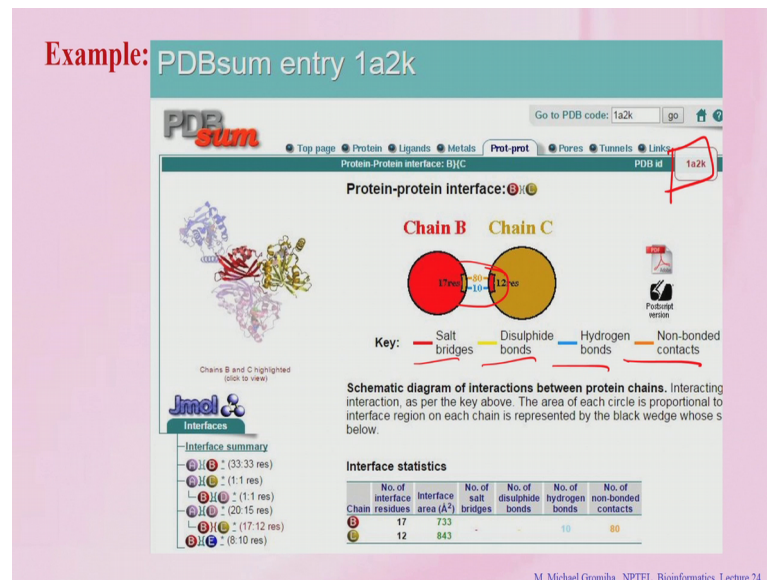 Example:
PDBsum entry 1a2k
Go to PDB code: 1a2k go
PDB
sum
Top page Protein Ligands Metals Prot-prot Pores Tunnels Links
Protein-Protein interface: B}{C PDB id 1a2k
Protein-protein interface: B}{C
Chain B Chain C
17res 80 12res
10
PDF
Adobe
Postscript
version
Key: Salt bridges Disulphide bonds Hydrogen bonds Non-bonded contacts
Chains B and C highlighted
(click to view)
Jmol
Schematic diagram of interactions between protein chains. Interacting
interaction, as per the key above. The area of each circle is proportional to
interface region on each chain is represented by the black wedge whose s
below.
Interfaces
Interface summary
A}{B (33:33 res)
A}{C (1:1 res)
B}{D (1:1 res)
A}{D (20:15 res)
B}{C (17:12 res)
B}{E (8:10 res)
Interface statistics
Chain No. of interface residues Interface area (Å²) No. of salt bridges No. of disulphide bonds No. of hydrogen bonds No. of non-bonded contacts
B 17 733 - - 10 80
C 12 843
M. Michael Gromiha, NPTEL, Bioinformatics, Lecture 24